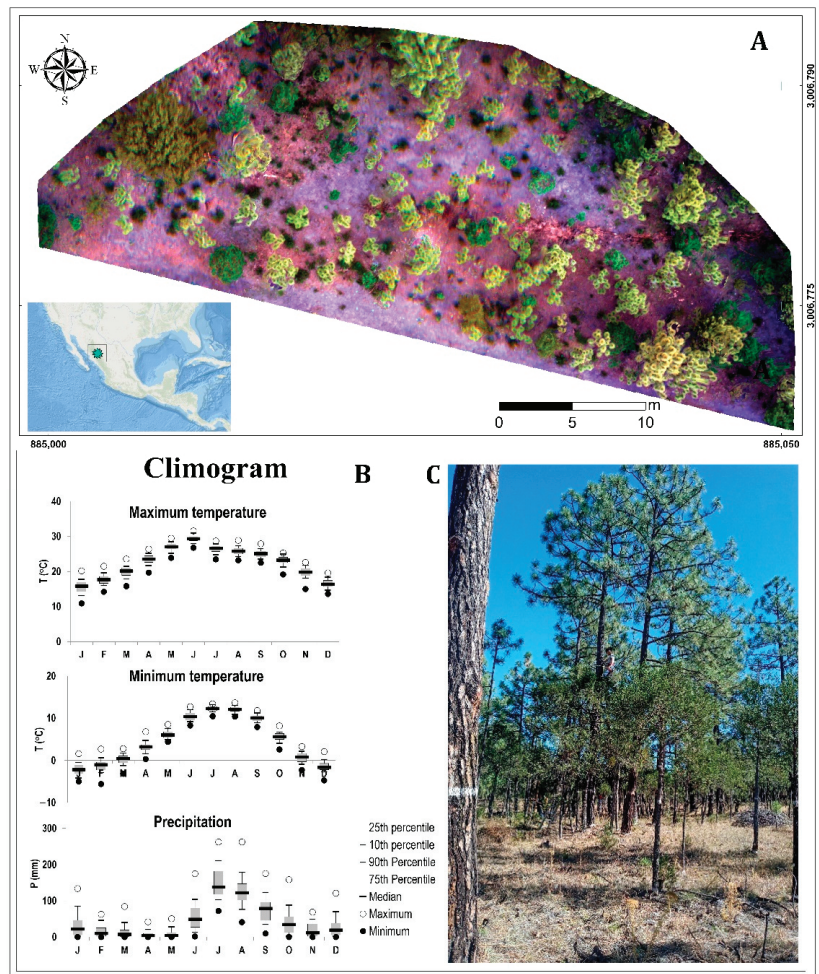 A
N
W E
S
3,006,790
3,006,775
m
0 5 10
885,000 885,050
Climogram B C
Maximum temperature
T (°C)
40
30
20
10
0
J F M A M J J A S O N D
Minimum temperature
T (°C)
20
10
0
−10
J F M A M J J A S O N D
Precipitation
P (mm)
300
200
100
0
J F M A M J J A S O N D
25th percentile
10th percentile
90th Percentile
75th Percentile
Median
Maximum
Minimum